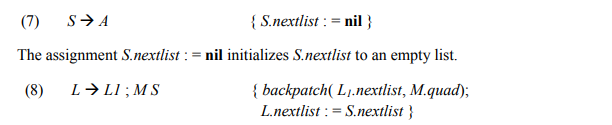 (7) S → A { S.nextlist : = nil }
The assignment S.nextlist : = nil initializes S.nextlist to an empty list.
(8) L → L1 ; M S { backpatch( L1.nextlist, M.quad);
L.nextlist : = S.nextlist }